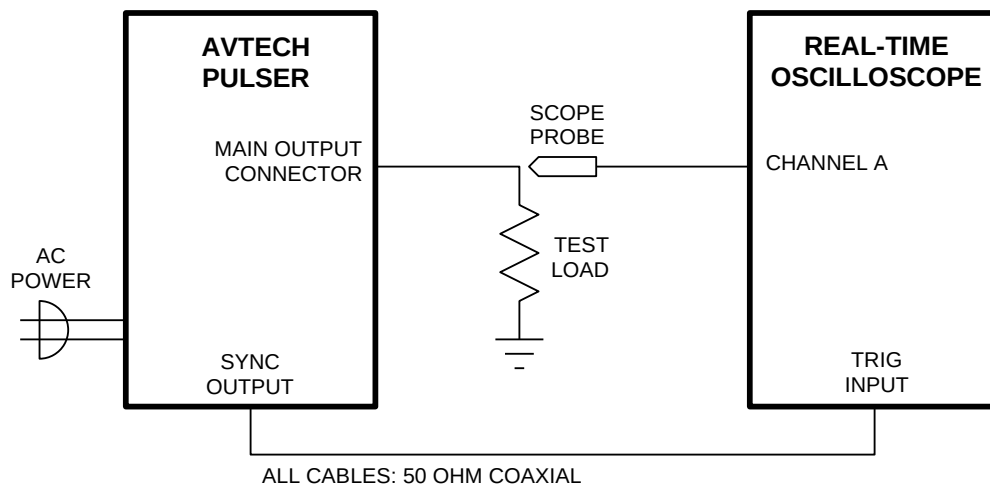 AVTECH
PULSER
MAIN OUTPUT
CONNECTOR
AC
POWER
SYNC
OUTPUT
SCOPE
PROBE
TEST
LOAD
REAL-TIME
OSCILLOSCOPE
CHANNEL A
TRIG
INPUT
ALL CABLES: 50 OHM COAXIAL